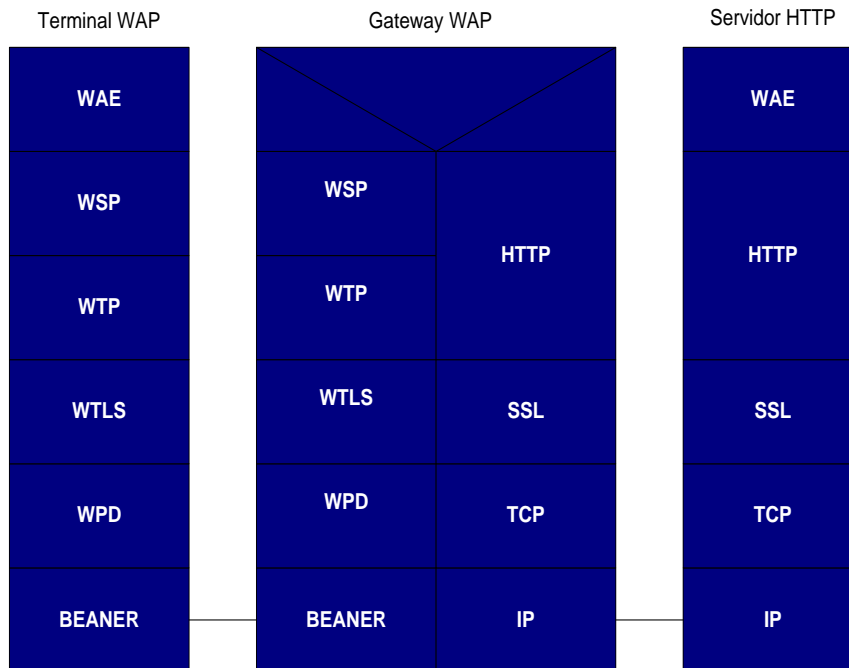 Terminal WAP
WAE
WSP
WTP
WTLS
WPD
BEANER
Gateway WAP
WSP
WTP
WTLS
WPD
BEANER
HTTP
SSL
TCP
IP
Servidor HTTP
WAE
HTTP
SSL
TCP
IP